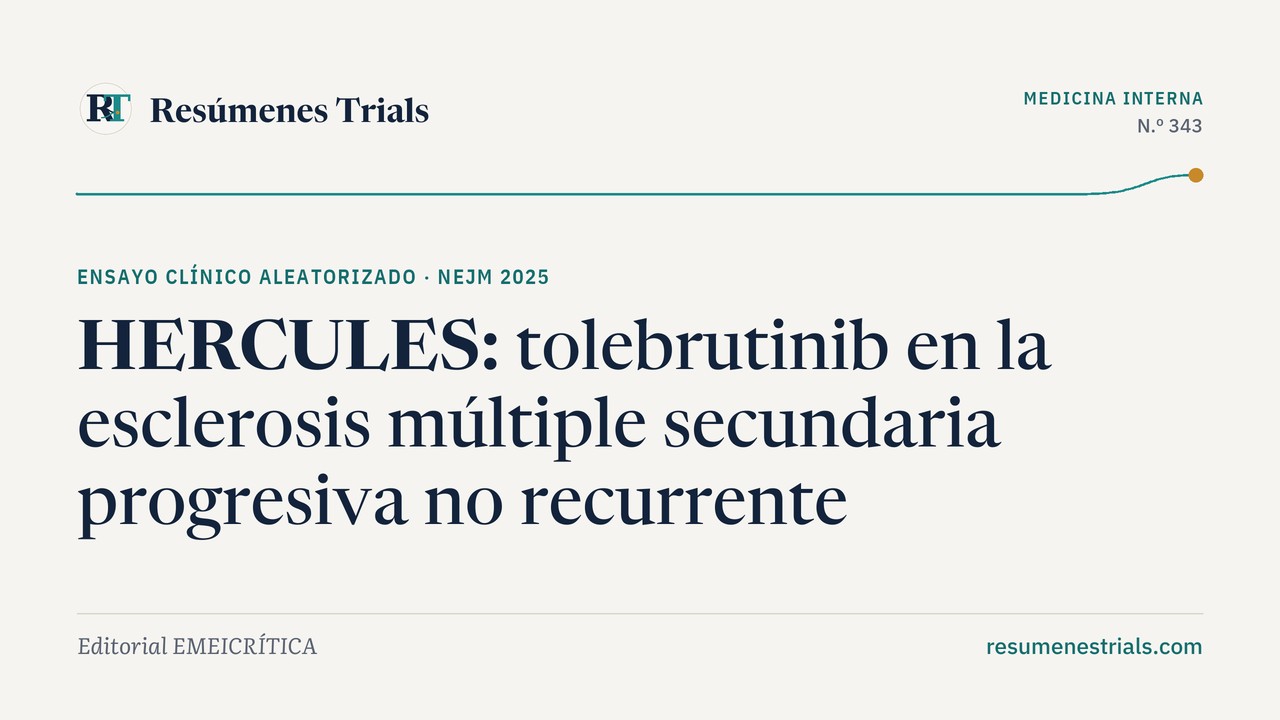 RT
Resúmenes Trials
MEDICINA INTERNA
N.º 343
ENSAYO CLÍNICO ALEATORIZADO · NEJM 2025
HERCULES: tolebrutinib en la
esclerosis múltiple secundaria
progresiva no recurrente
Editorial EMEICRÍTICA
resumenestrials.com